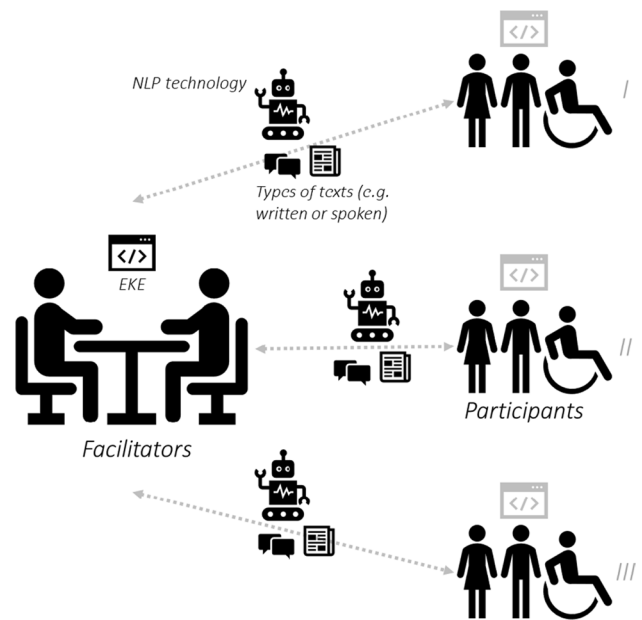 NLP technology
</>
I
Types of texts (e.g.
written or spoken)
</>
EKE
</>
II
Participants
Facilitators
</>
III